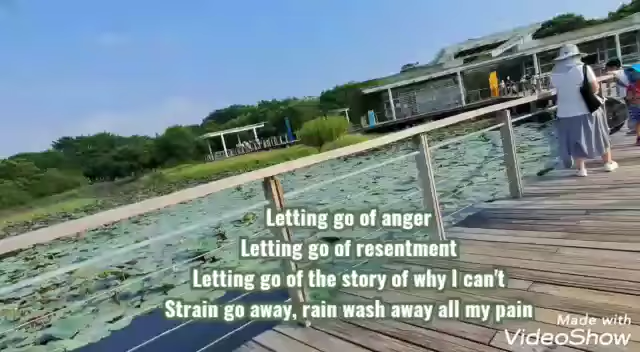 Letting go of anger
Letting go of resentment
Letting go of the story of why I can't
Strain go away, rain wash away all my pain
Made with
VideoShow